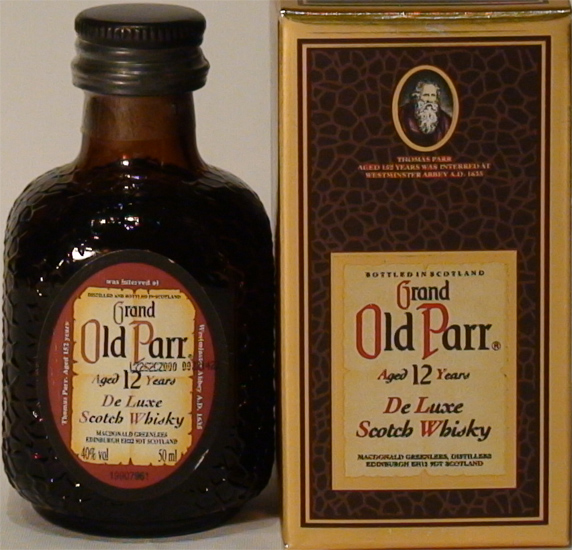 was interred at
Thomas Parr. Aged 152 years
Westminster Abbey A.D. 1635
DISTILLED AND BOTTLED IN SCOTLAND
Grand
Old Parr
Aged 12 Years
De Luxe
Scotch Whisky
MACDONALD GREENLEES
EDINBURGH EH12 9DT SCOTLAND
40% vol 50 ml
THOMAS PARR
AGED 152 YEARS WAS INTERRED AT
WESTMINSTER ABBEY A.D. 1635
BOTTLED IN SCOTLAND
Grand
Old Parr®
Aged 12 Years
De Luxe
Scotch Whisky
MACDONALD GREENLEES, DISTILLERS
EDINBURGH EH12 9DT SCOTLAND